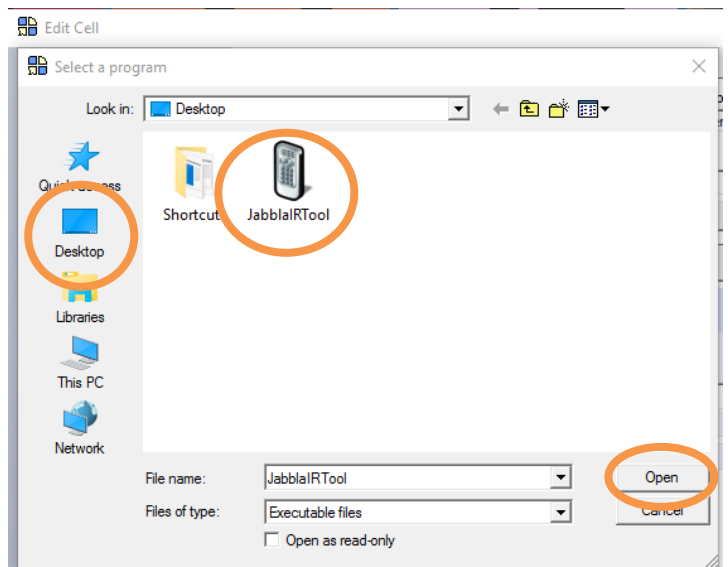 Edit Cell
Select a program
Look in: Desktop
Quick access
Shortcut JabblaIRTool
Desktop
Libraries
This PC
Network
File name: JabblaIRTool Open
Files of type: Executable files Cancel
Open as read-only